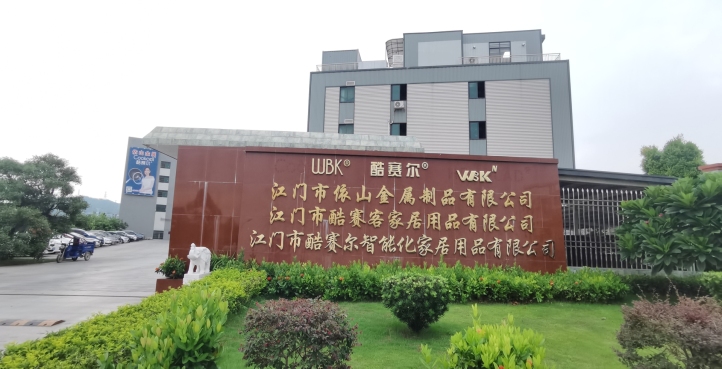 WBK® 酷赛尔® WBK N
江门市依山金属制品有限公司
江门市酷赛客家居用品有限公司
江门市酷赛尔智能化家居用品有限公司